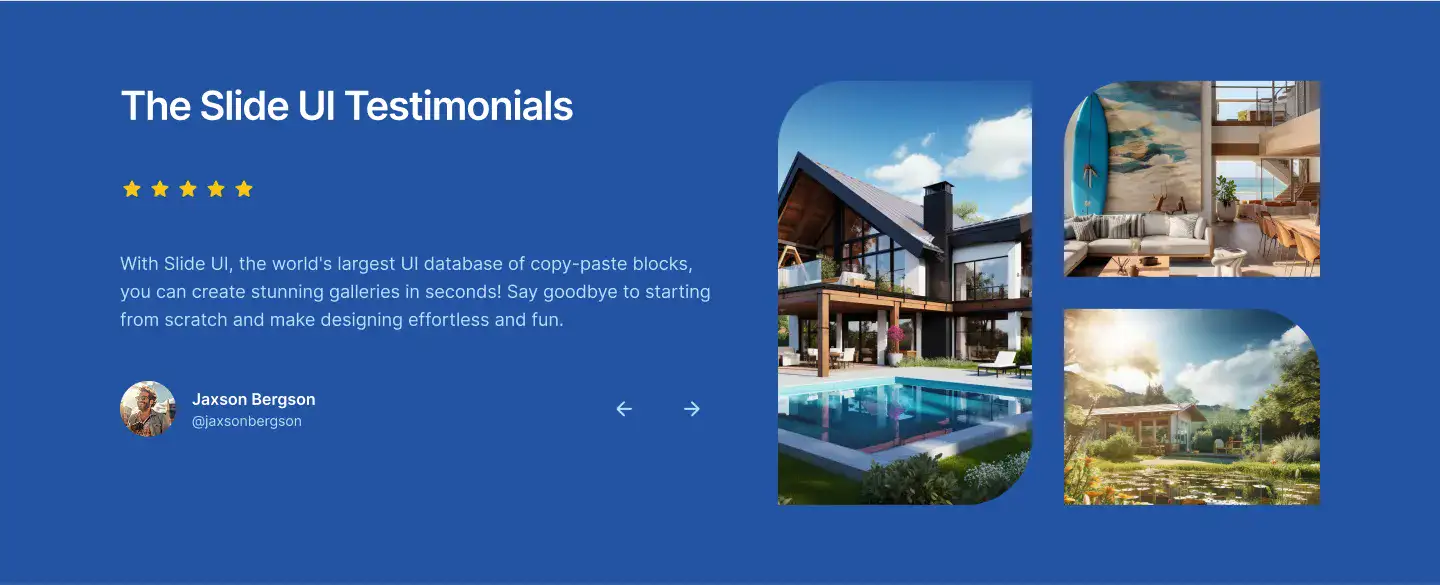 The Slide UI Testimonials
With Slide UI, the world's largest UI database of copy-paste blocks,
you can create stunning galleries in seconds! Say goodbye to starting
from scratch and make designing effortless and fun.
Jaxson Bergson
@jaxsonbergson